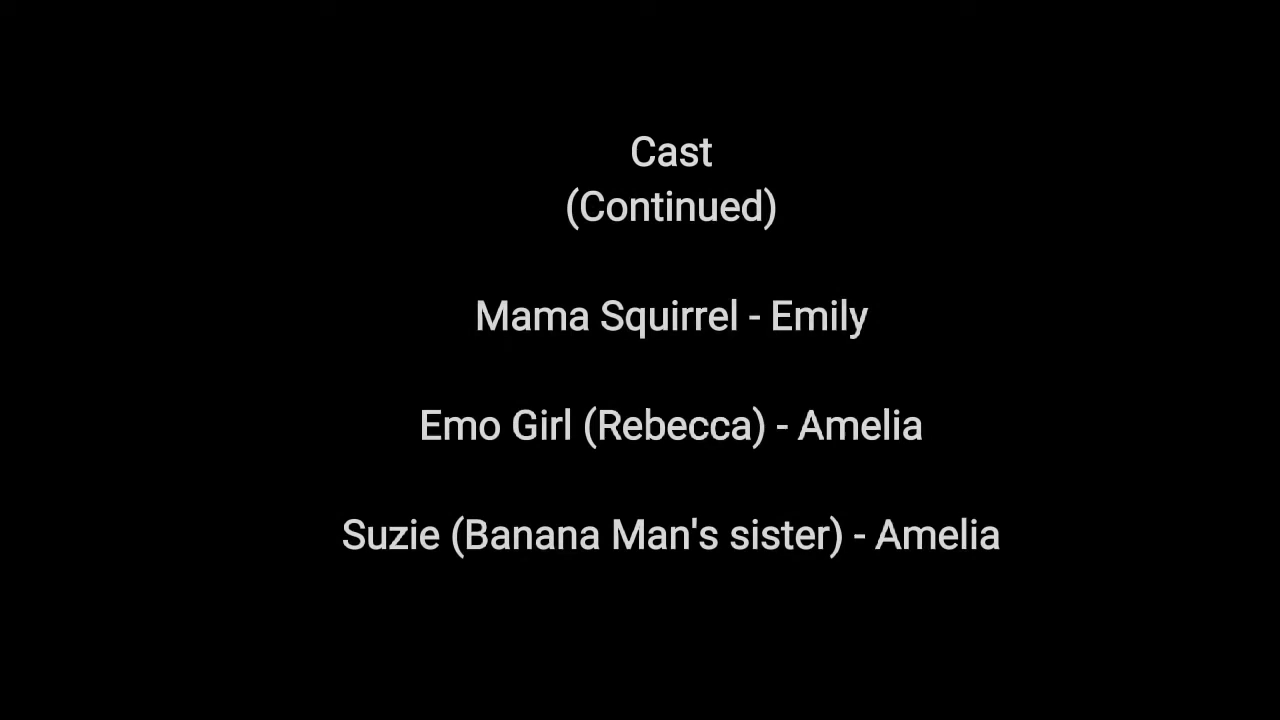 Cast
(Continued)
Mama Squirrel - Emily
Emo Girl (Rebecca) - Amelia
Suzie (Banana Man's sister) - Amelia